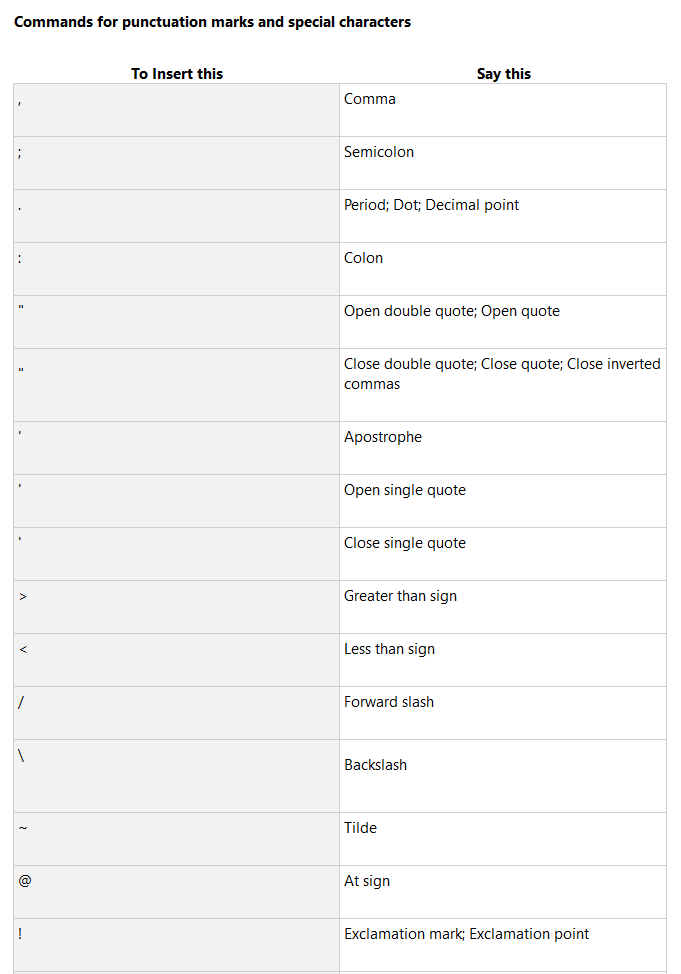 Commands for punctuation marks and special characters
To Insert this Say this
, Comma
; Semicolon
. Period; Dot; Decimal point
: Colon
" Open double quote; Open quote
" Close double quote; Close quote; Close inverted
commas
' Apostrophe
' Open single quote
' Close single quote
> Greater than sign
< Less than sign
/ Forward slash
\ Backslash
~ Tilde
@ At sign
! Exclamation mark; Exclamation point